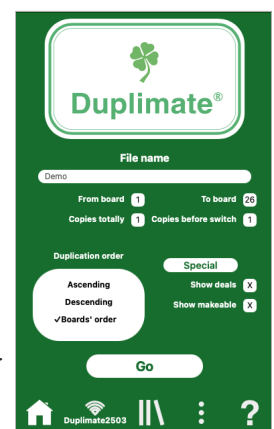 Duplimate®
File name
Demo
From board 1 To board 26
Copies totally 1 Copies before switch 1
Duplication order
Special
Ascending
Show deals X
Descending
Show makeable X
✓Boards' order
Go
Duplimate2503
?